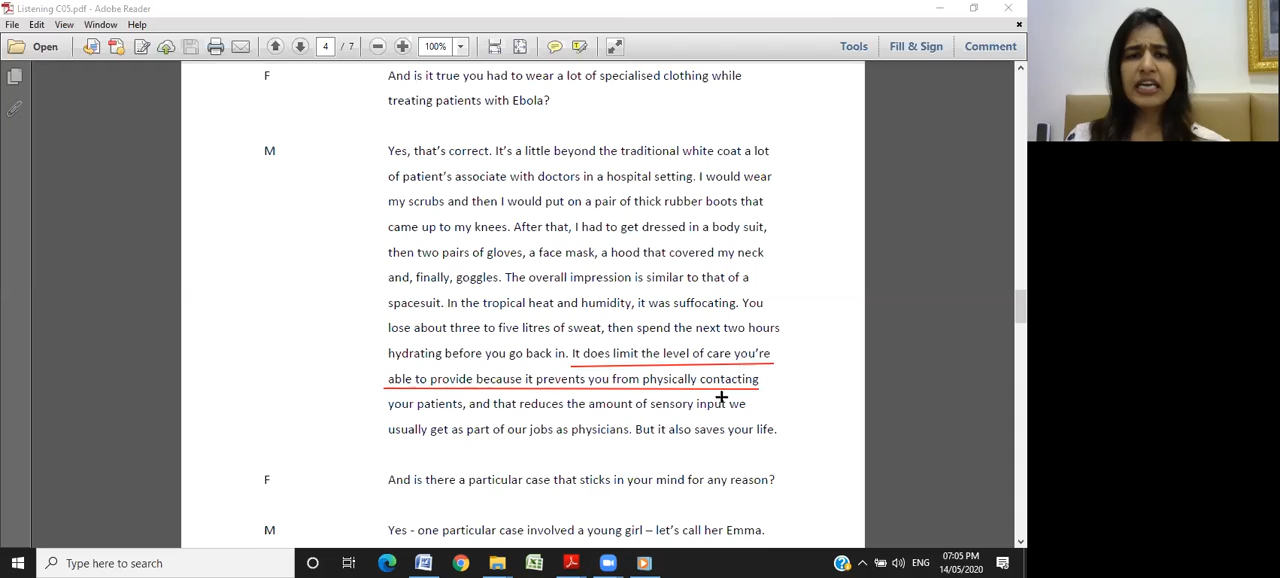 Listening C05.pdf - Adobe Reader
File Edit View Window Help
Open 4 / 7 100% Tools Fill & Sign Comment
F And is it true you had to wear a lot of specialised clothing while
treating patients with Ebola?
M Yes, that's correct. It's a little beyond the traditional white coat a lot
of patient's associate with doctors in a hospital setting. I would wear
my scrubs and then I would put on a pair of thick rubber boots that
came up to my knees. After that, I had to get dressed in a body suit,
then two pairs of gloves, a face mask, a hood that covered my neck
and, finally, goggles. The overall impression is similar to that of a
spacesuit. In the tropical heat and humidity, it was suffocating. You
lose about three to five litres of sweat, then spend the next two hours
hydrating before you go back in. It does limit the level of care you're
able to provide because it prevents you from physically contacting
your patients, and that reduces the amount of sensory input we
usually get as part of our jobs as physicians. But it also saves your life.
F And is there a particular case that sticks in your mind for any reason?
M Yes - one particular case involved a young girl – let's call her Emma.
Type here to search
ENG
07:05 PM
14/05/2020